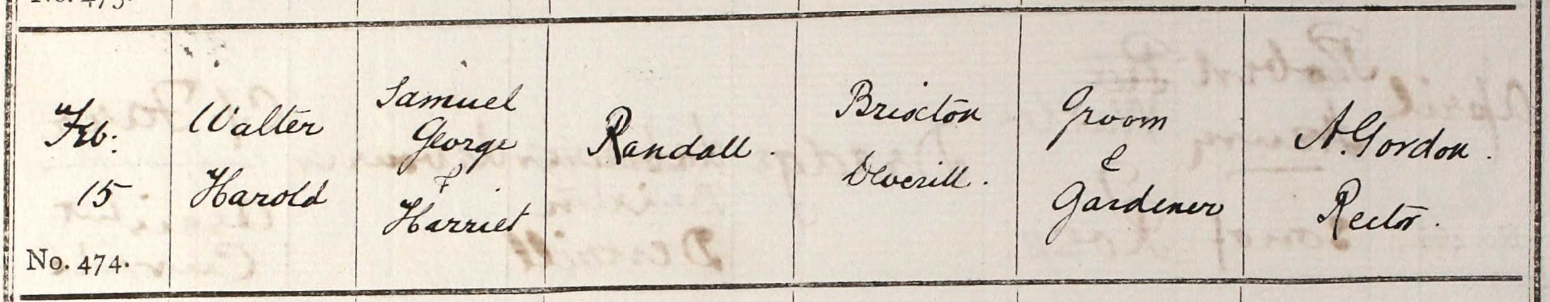 Feb:
15
No. 474.
Walter
Harold
Samuel
George
&
Harriet
Randall.
Brixton
Deverill.
Groom
&
Gardener
A. Gordon.
Rector.